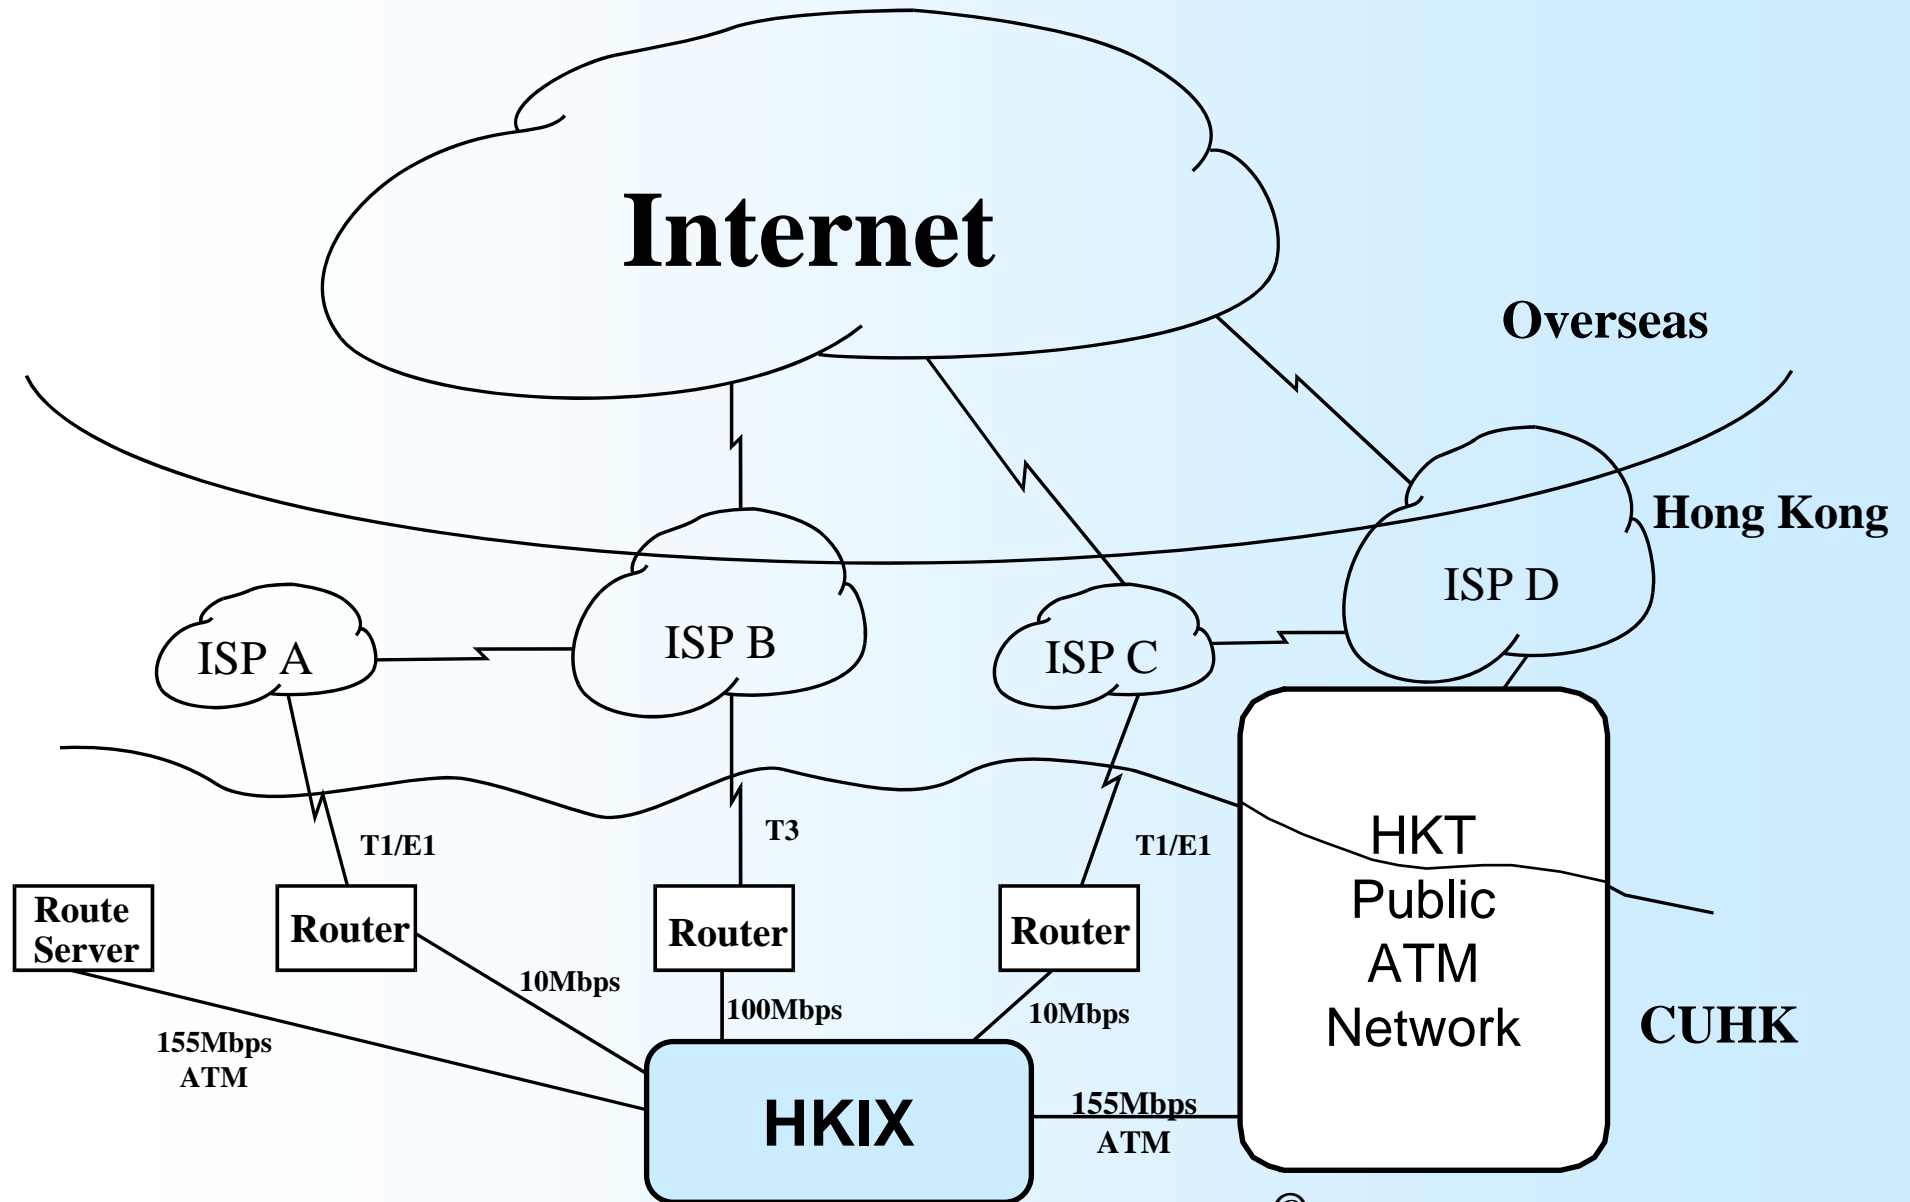 Internet
Overseas
Hong Kong
ISP D
ISP A
ISP B
ISP C
T1/E1
T3
T1/E1
HKT
Public
ATM
Network
Route
Server
Router
Router
Router
10Mbps
100Mbps
10Mbps
CUHK
155Mbps
ATM
HKIX
155Mbps
ATM